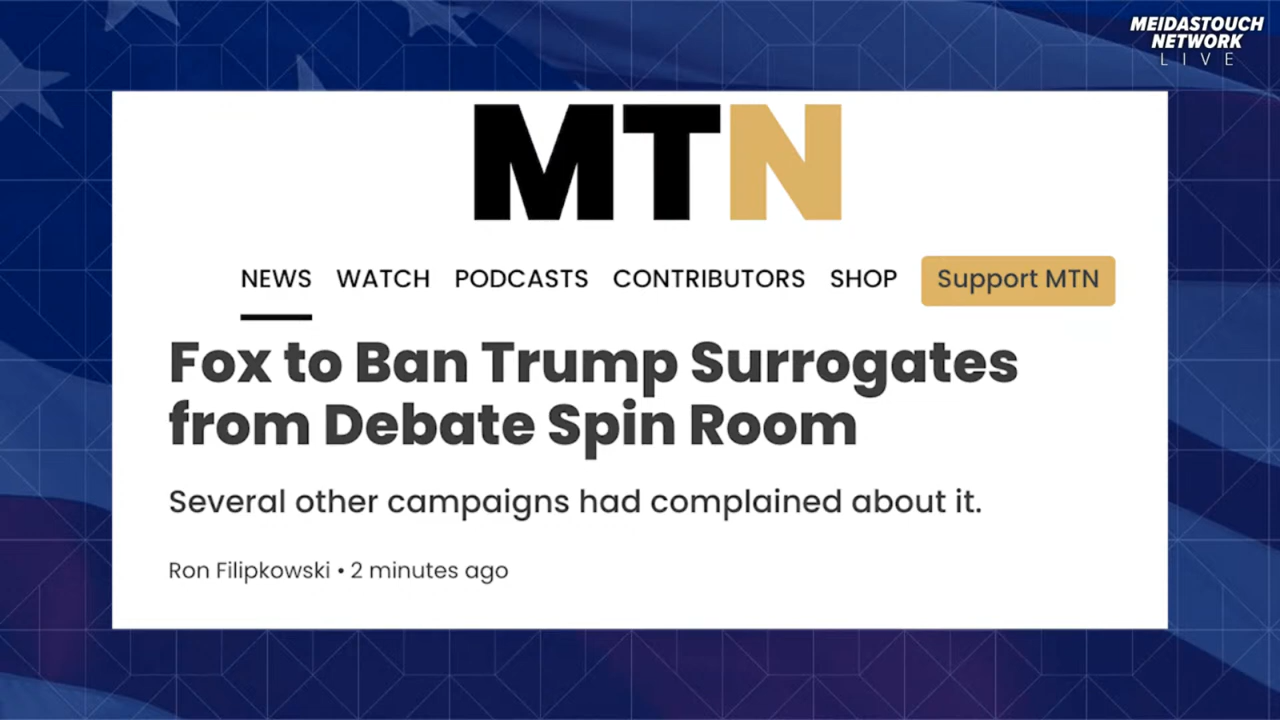 MEIDASTOUCH
NETWORK
LIVE
MTN
NEWS WATCH PODCASTS CONTRIBUTORS SHOP Support MTN
Fox to Ban Trump Surrogates
from Debate Spin Room
Several other campaigns had complained about it.
Ron Filipkowski • 2 minutes ago